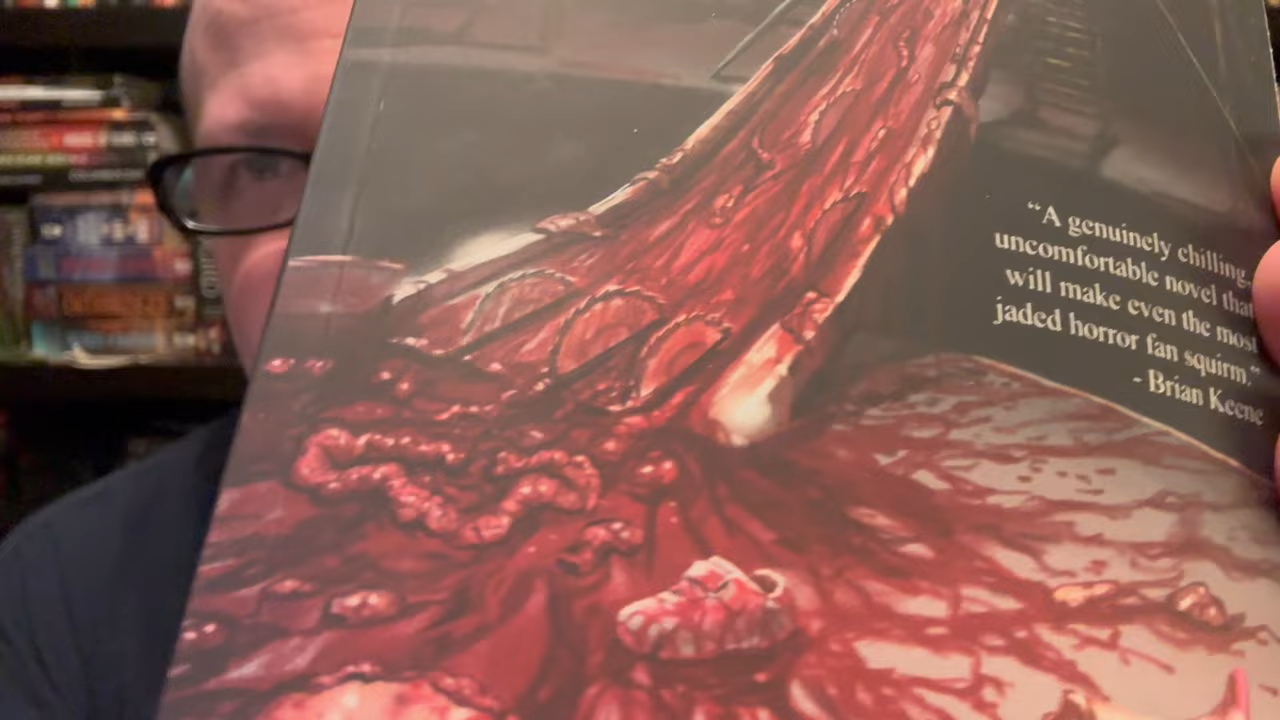 “A genuinely chilling,
uncomfortable novel that
will make even the most
jaded horror fan squirm.”
- Brian Keene